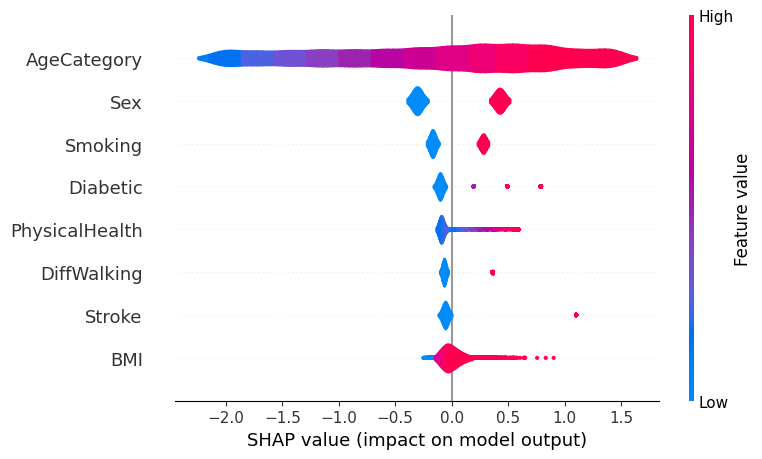 High
AgeCategory
Sex
Smoking
Diabetic
PhysicalHealth
DiffWalking
Stroke
BMI
Feature value
Low
−2.0 −1.5 −1.0 −0.5 0.0 0.5 1.0 1.5
SHAP value (impact on model output)